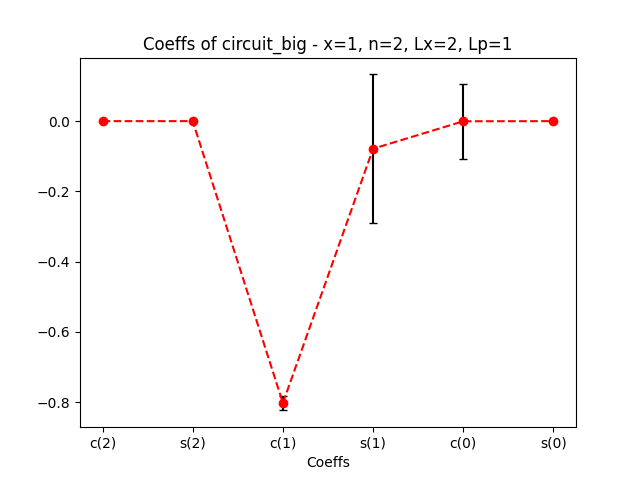 Coeffs of circuit_big - x=1, n=2, Lx=2, Lp=1
0.0
−0.2
−0.4
−0.6
−0.8
c(2) s(2) c(1) s(1) c(0) s(0)
Coeffs